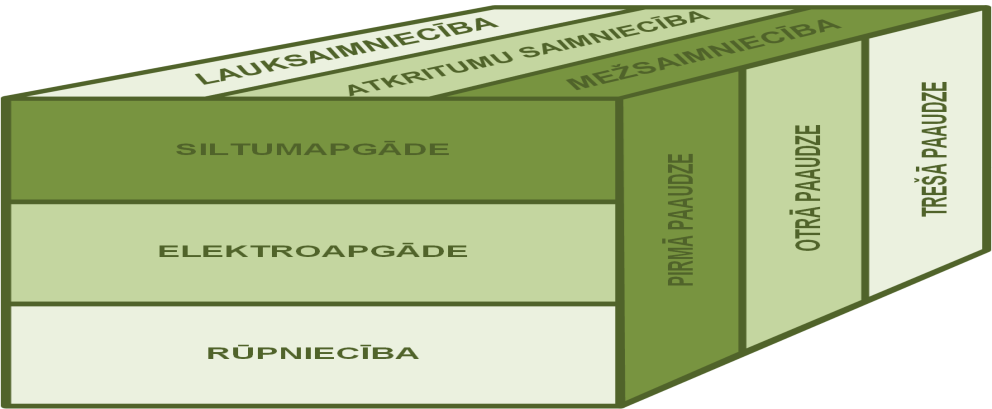 LAUKSAIMNIECĪBA
ATKRITUMU SAIMNIECĪBA
MEŽSAIMNIECĪBA
SILTUMAPGĀDE
ELEKTROAPGĀDE
RŪPNIECĪBA
PIRMĀ PAAUDZE
OTRĀ PAAUDZE
TREŠĀ PAAUDZE